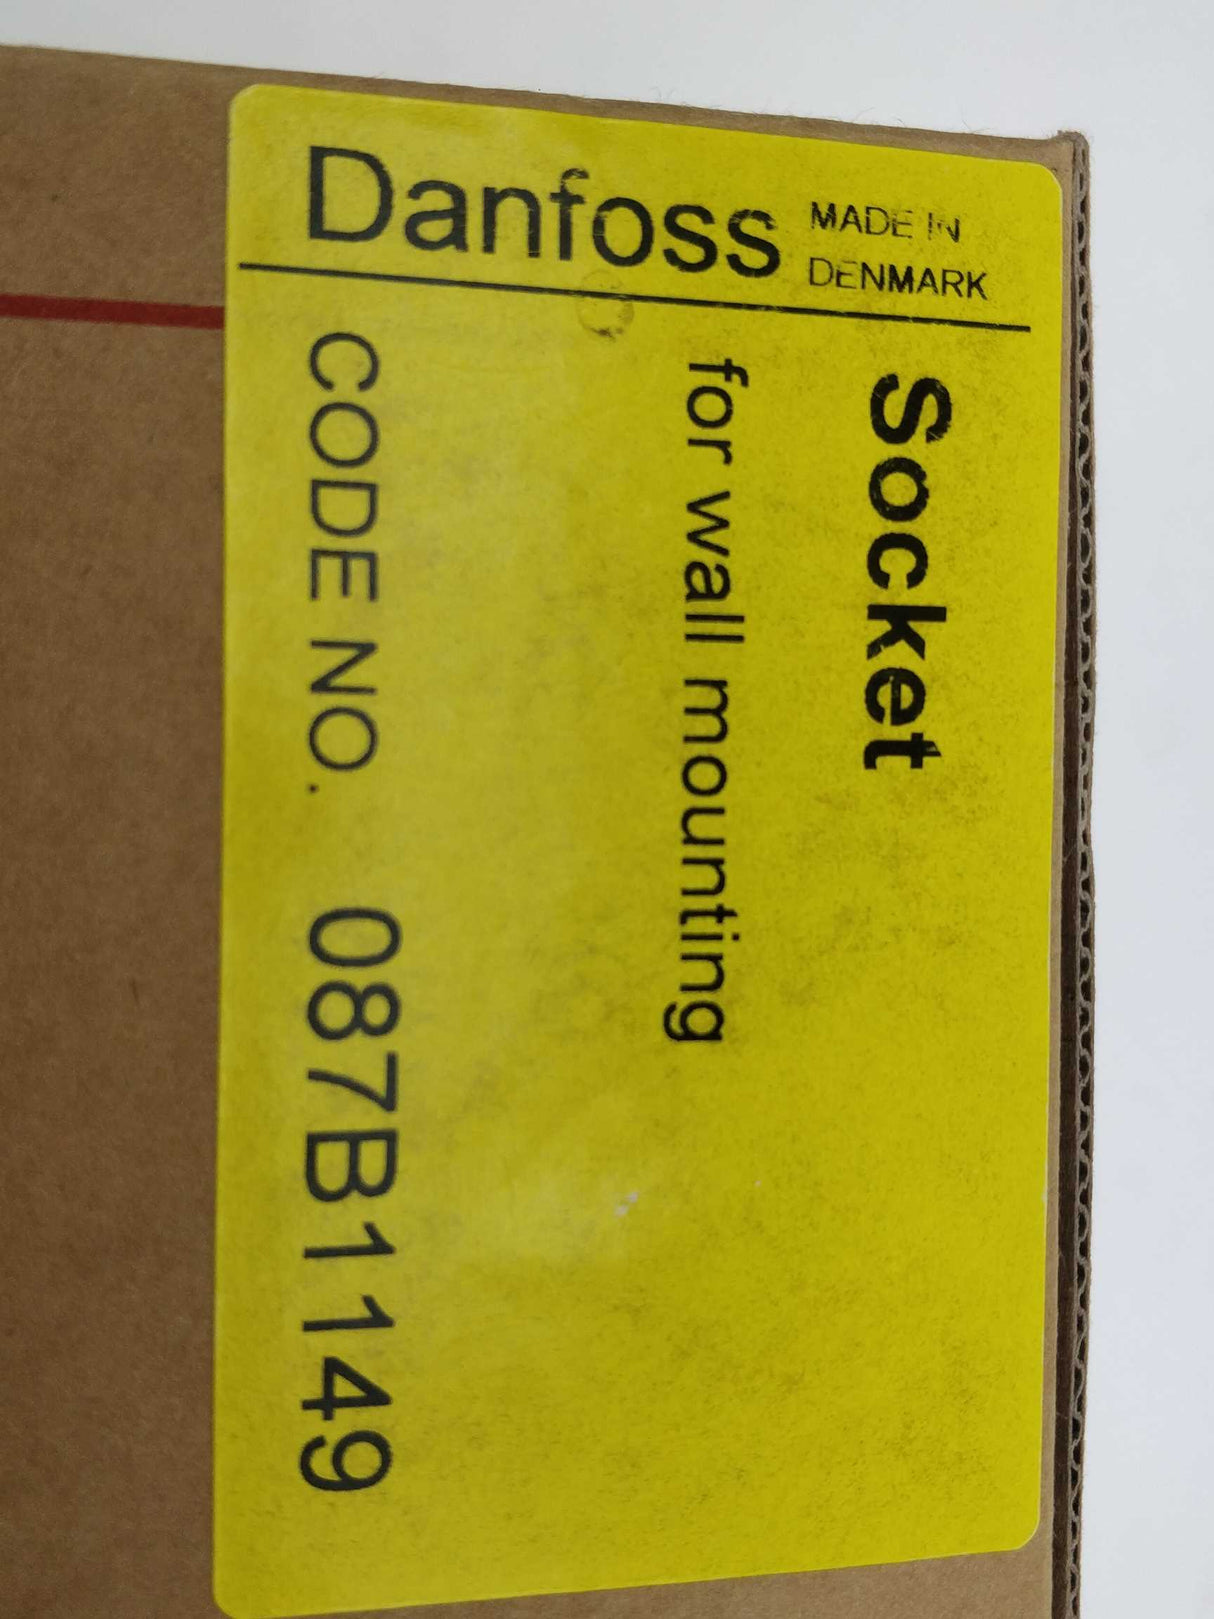 Danfoss
MADE IN
DENMARK
Socket
for wall mounting
CODE NO. 087B1149